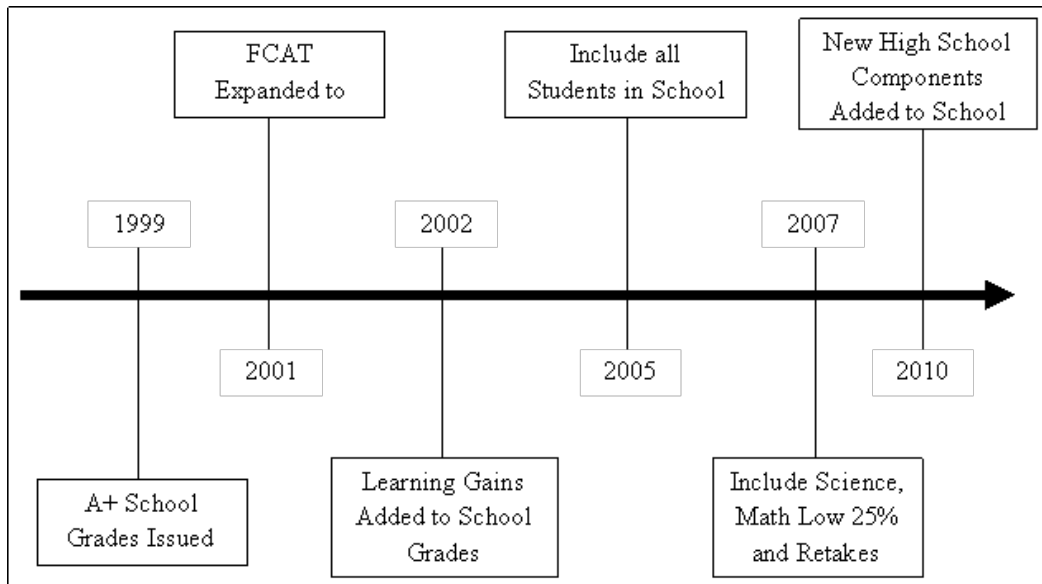 FCAT
Expanded to
Include all
Students in School
New High School
Components
Added to School
1999
2002
2007
2001
2005
2010
A+ School
Grades Issued
Learning Gains
Added to School
Grades
Include Science,
Math Low 25%
and Retakes